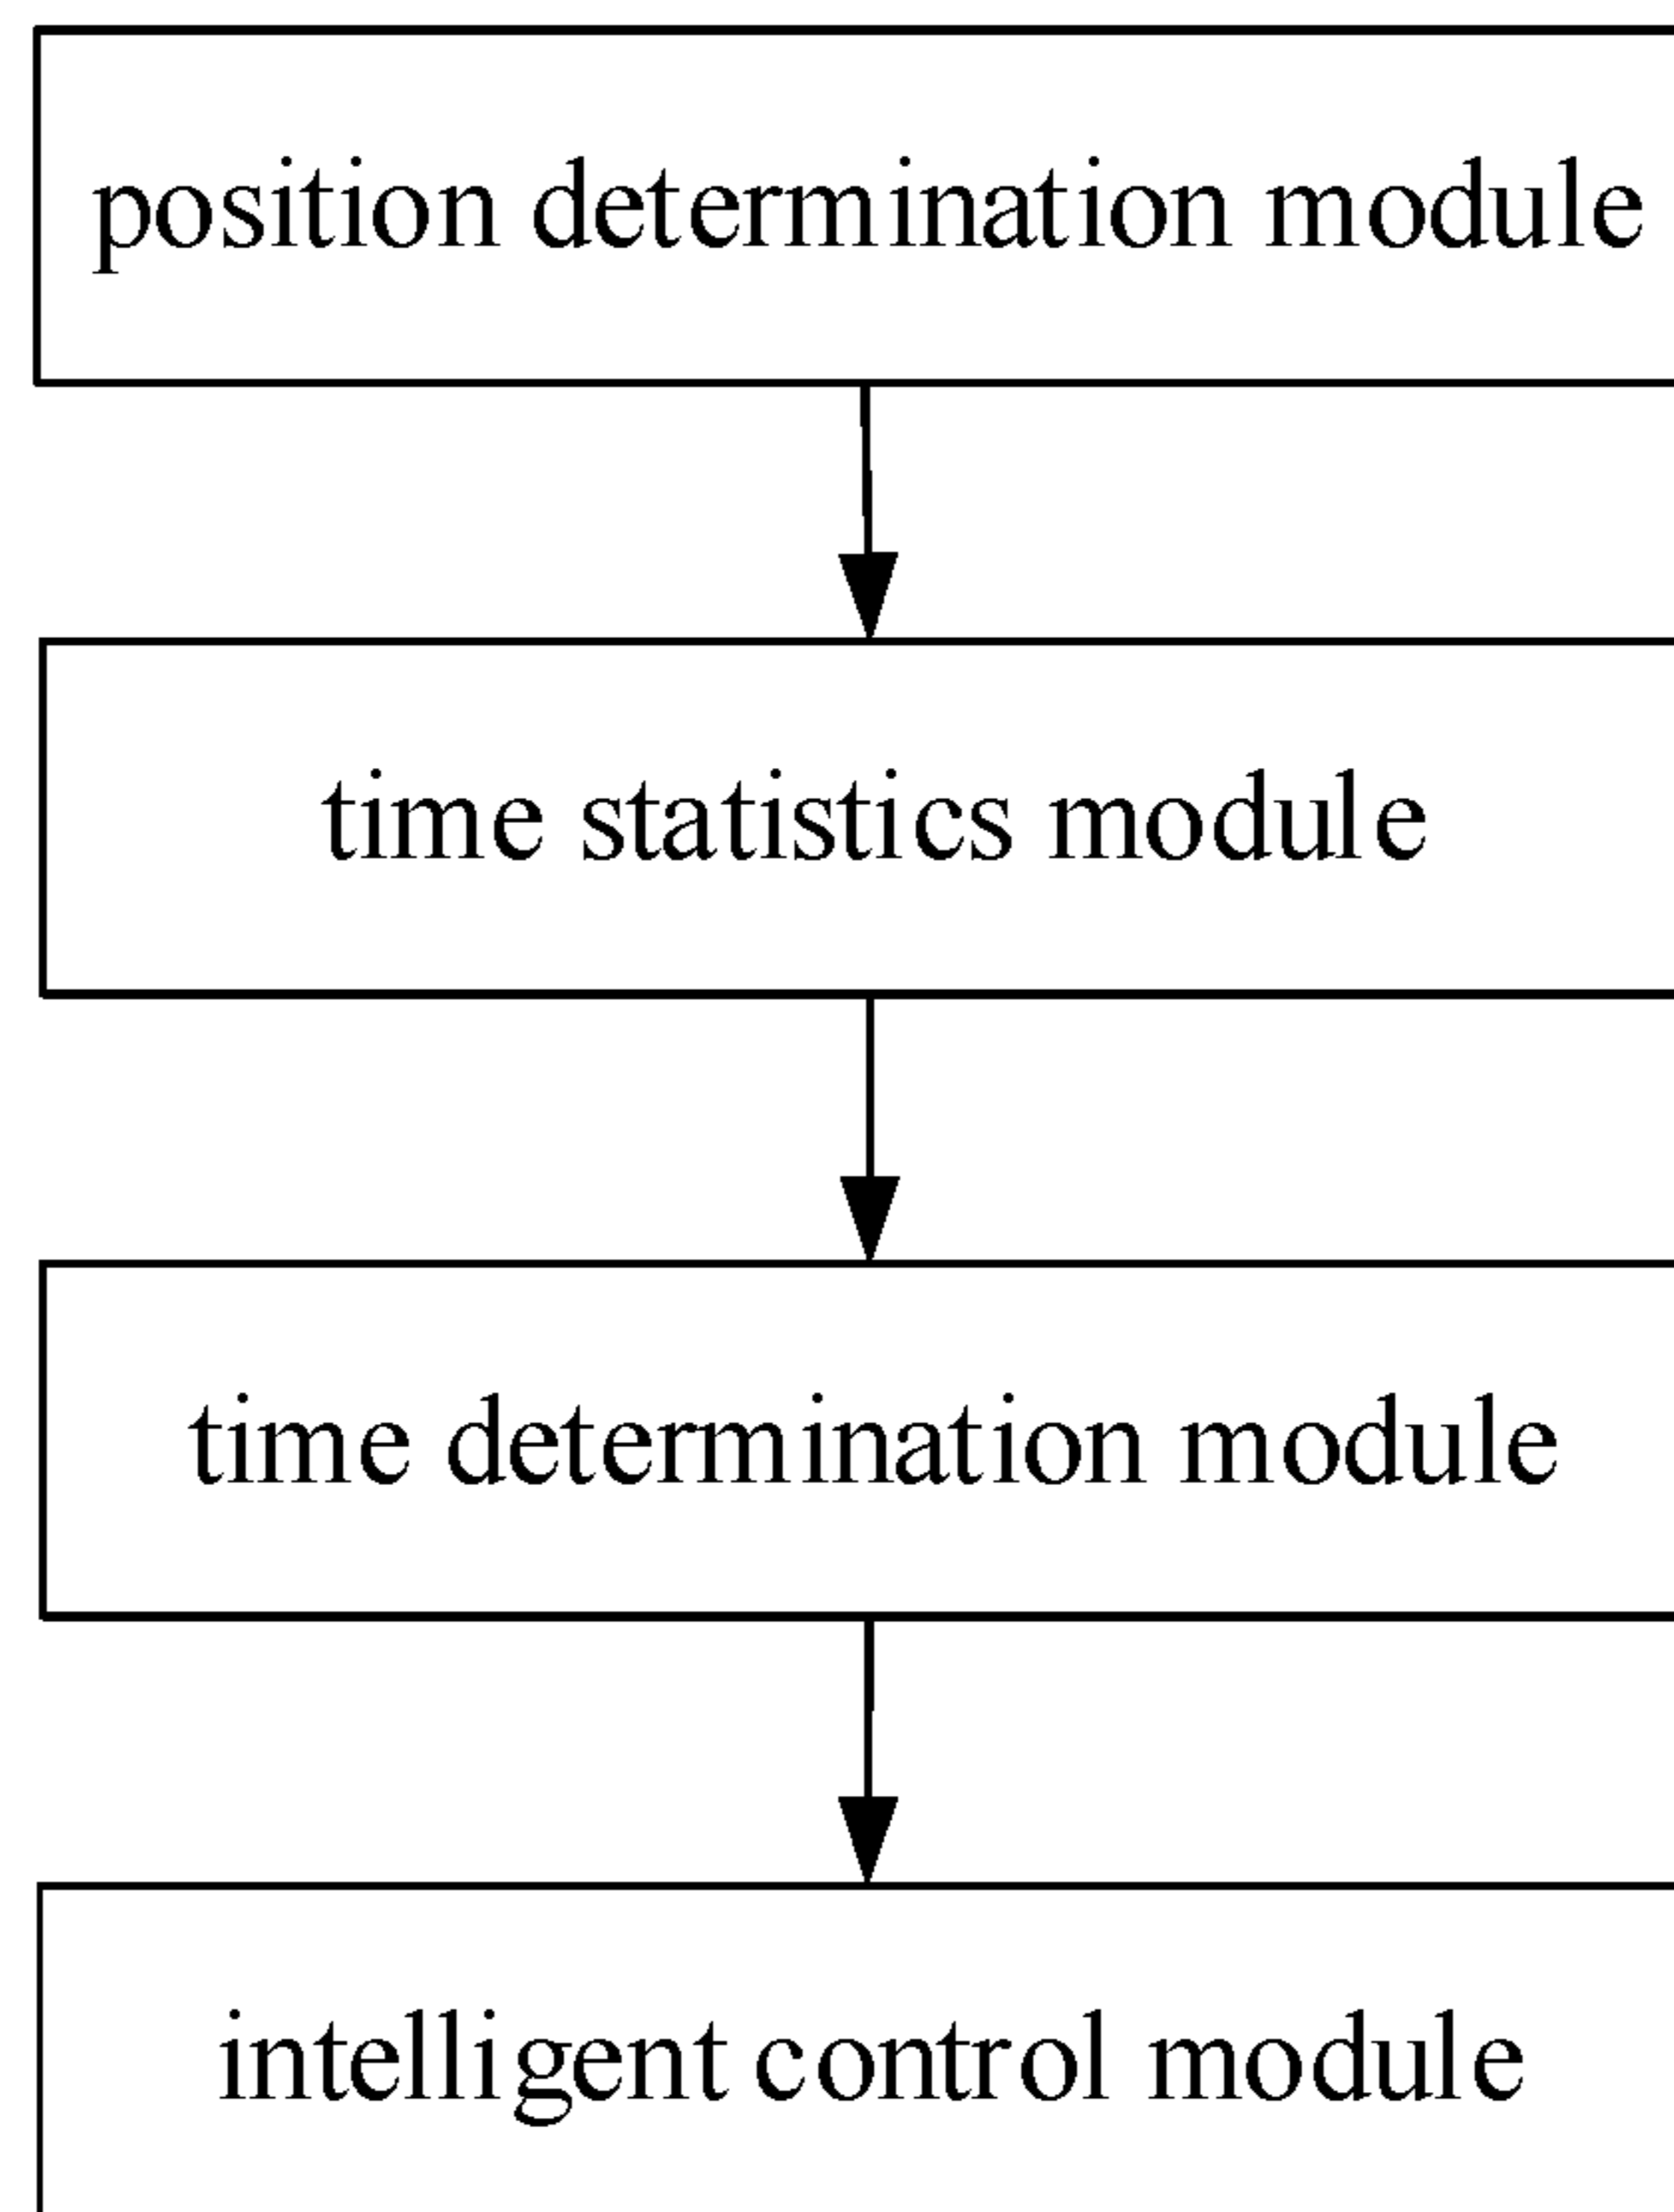 position determination module
time statistics module
time determination module
intelligent control module